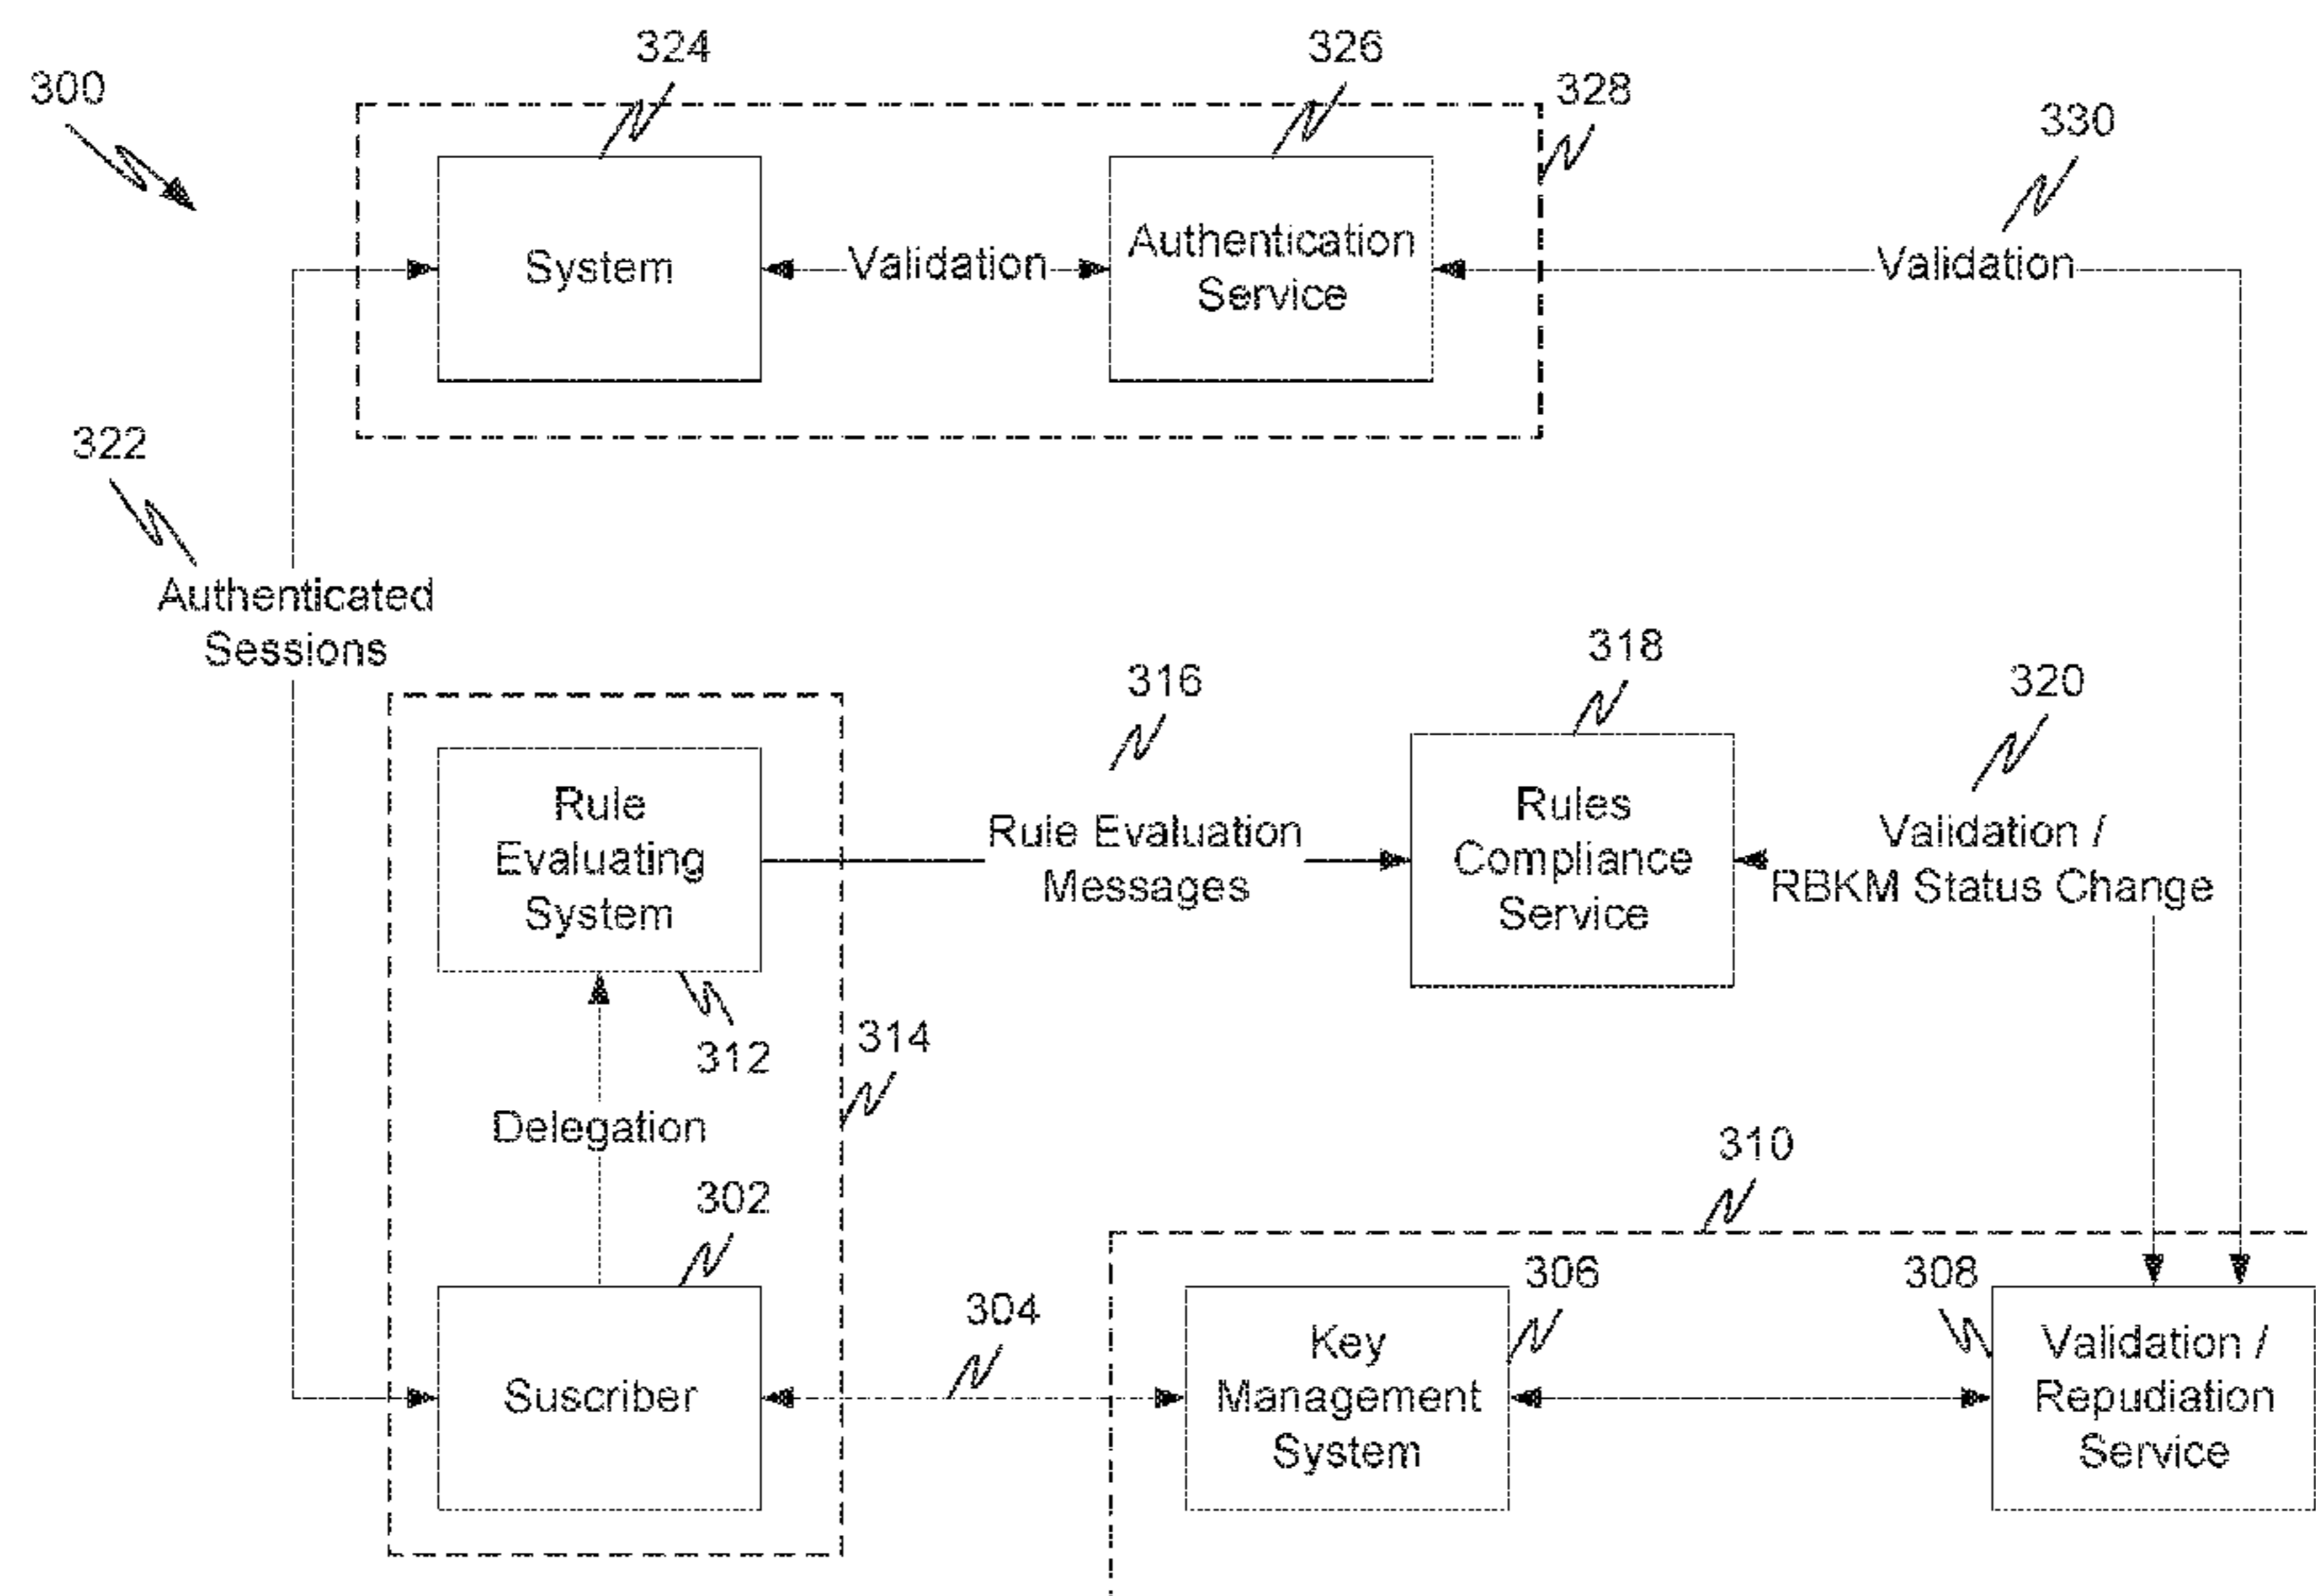 324
326
300
328
330
System
Validation
Authentication
Service
Validation
322
Authenticated
Sessions
316
318
320
Rule
Evaluating
System
Rule Evaluation
Messages
Rules
Compliance
Service
Validation /
RBKM Status Change
312
314
Delegation
310
302
304
306
308
Suscriber
Key
Management
System
Validation /
Repudiation
Service